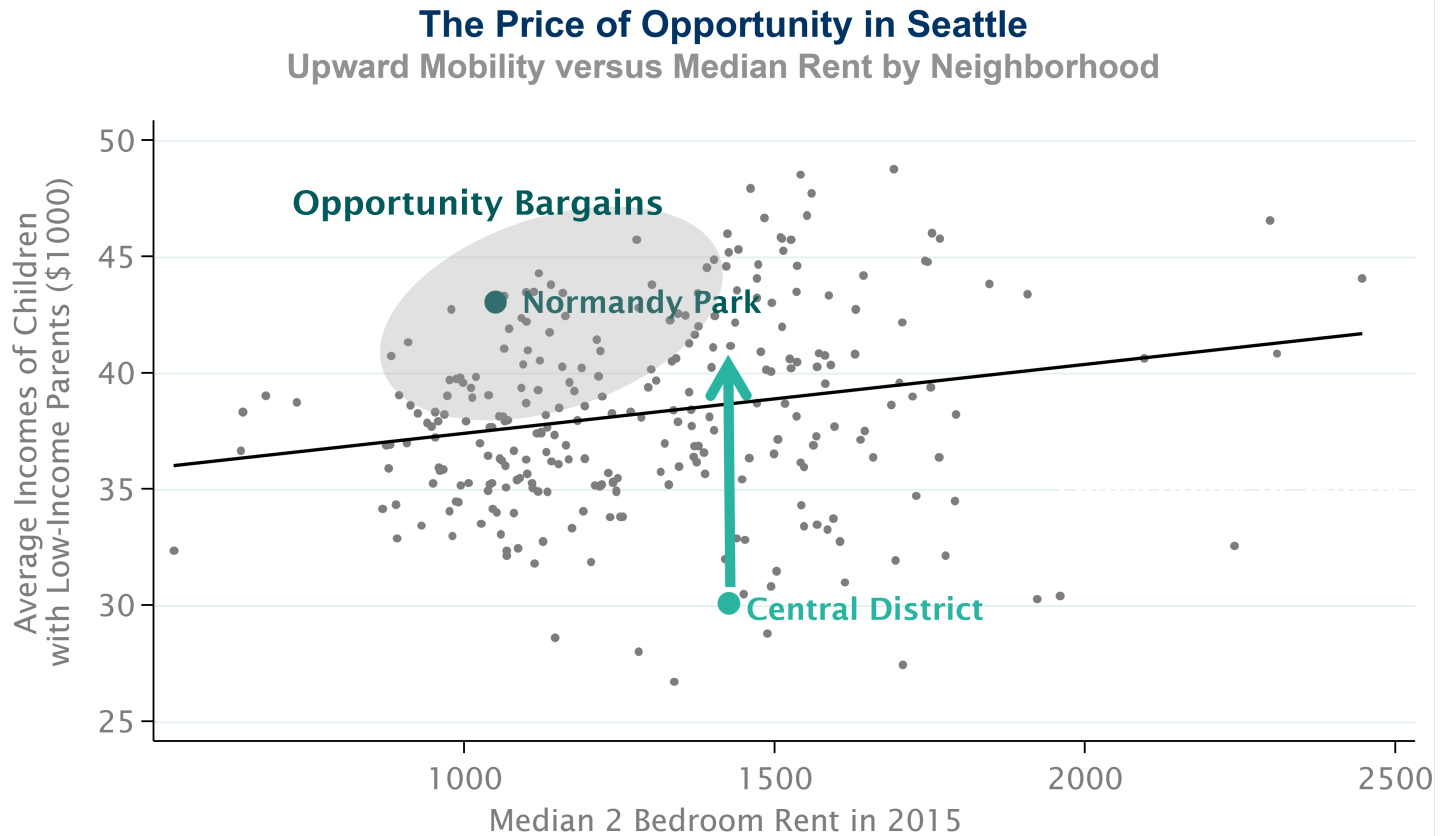 The Price of Opportunity in Seattle
Upward Mobility versus Median Rent by Neighborhood
Average Incomes of Children
with Low-Income Parents ($1000)
50
45
40
35
30
25
Opportunity Bargains
Normandy Park
Central District
1000
1500
2000
2500
Median 2 Bedroom Rent in 2015